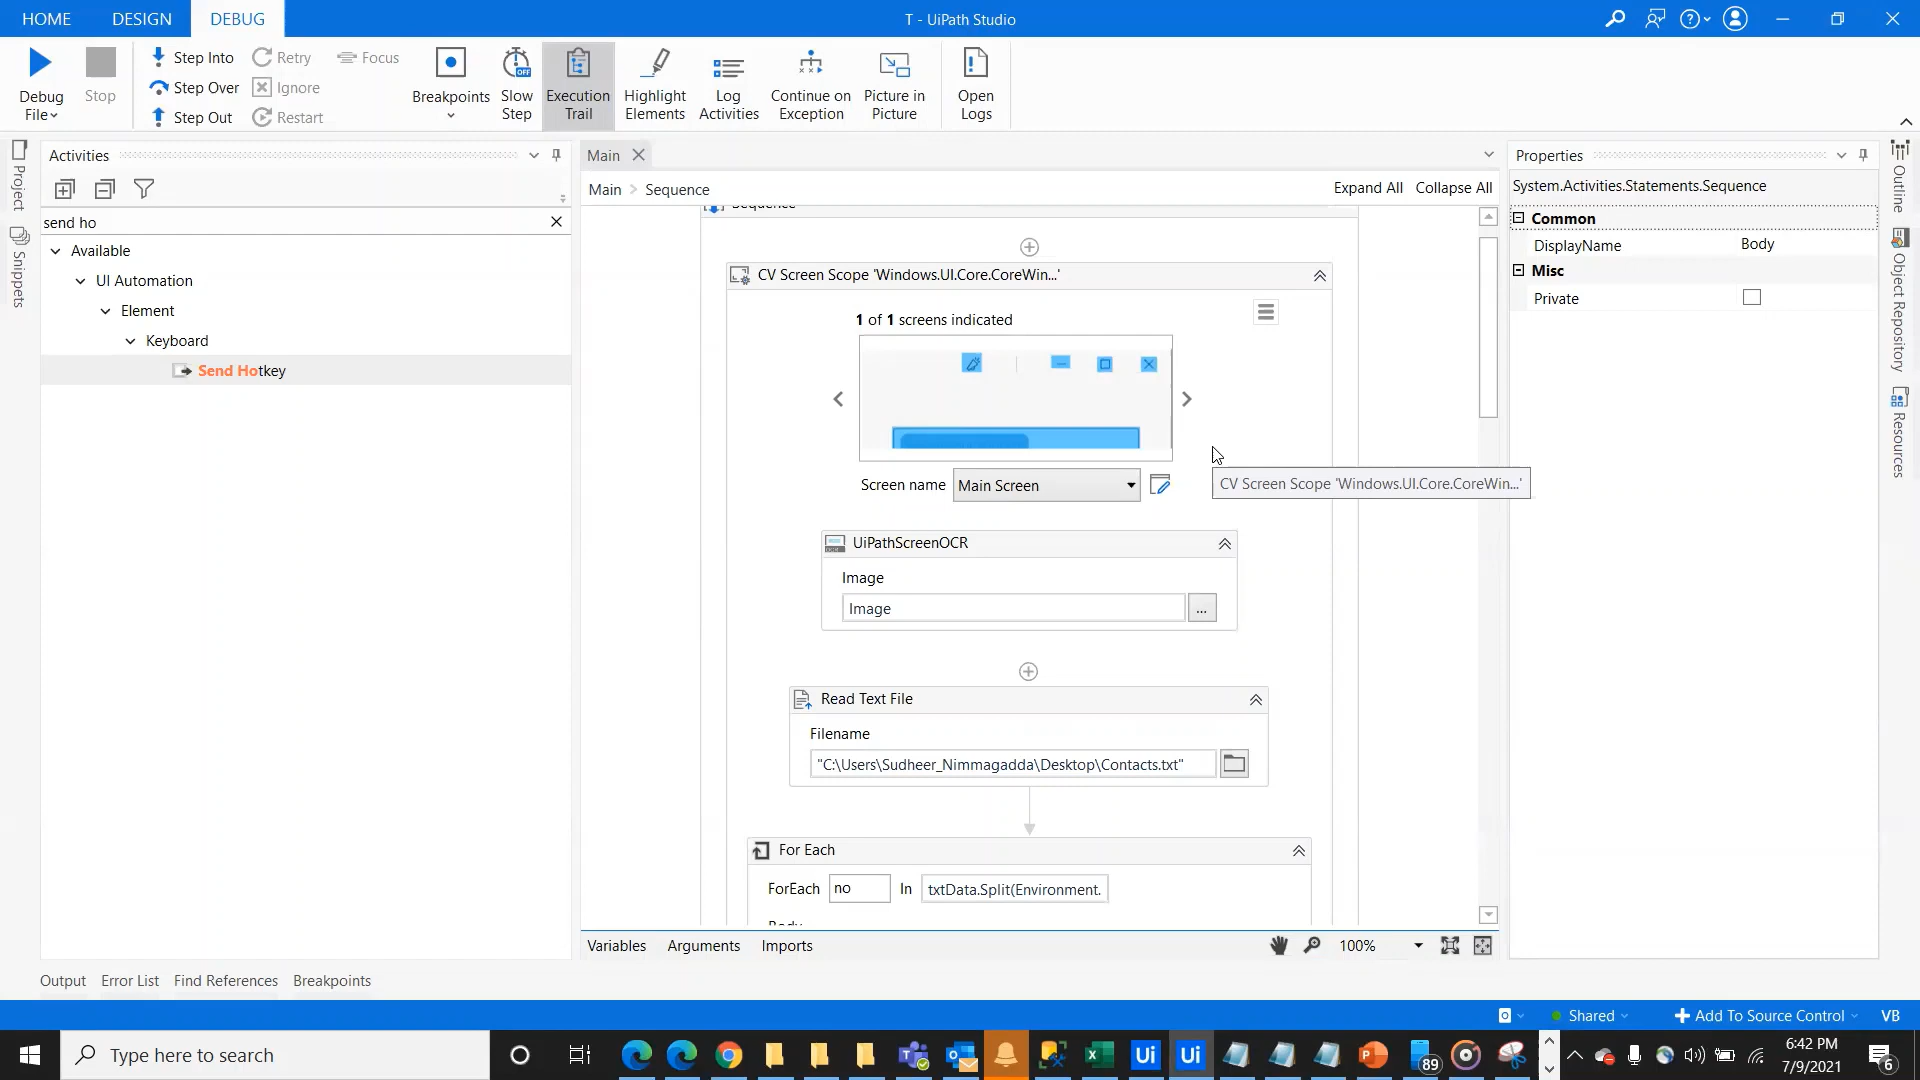 HOME DESIGN DEBUG
T - UiPath Studio
Debug
File
Stop
Step Into
Step Over
Step Out
Retry
Ignore
Restart
Focus
Breakpoints
Slow
Step
OFF
Execution
Trail
Highlight
Elements
Log
Activities
Continue on
Exception
Picture in
Picture
Open
Logs
Project
Snippets
Activities
send ho
Available
UI Automation
Element
Keyboard
Send Hotkey
Main
Main > Sequence
Expand All Collapse All
Sequence
CV Screen Scope 'Windows.UI.Core.CoreWin...'
1 of 1 screens indicated
Screen name Main Screen
CV Screen Scope 'Windows.UI.Core.CoreWin...'
UiPathScreenOCR
Image
Image
...
Read Text File
Filename
"C:\Users\Sudheer_Nimmagadda\Desktop\Contacts.txt"
For Each
ForEach no In txtData.Split(Environment.
Body
Variables Arguments Imports
100%
Properties
System.Activities.Statements.Sequence
Common
DisplayName Body
Misc
Private
Outline
Object Repository
Resources
Output Error List Find References Breakpoints
Shared
Add To Source Control
VB
Type here to search
Ui
Ui
89
6:42 PM
7/9/2021
6